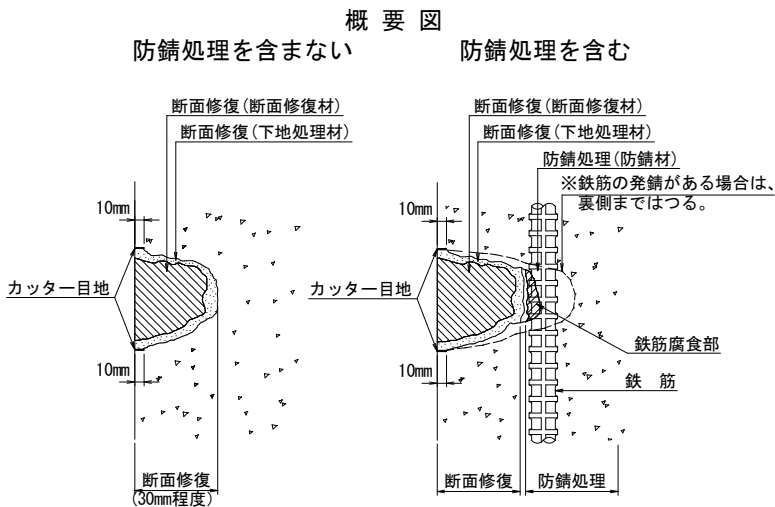 概 要 図
防錆処理を含まない
防錆処理を含む
断面修復(断面修復材)
断面修復(下地処理材)
10mm
カッター目地
10mm
断面修復
(30mm程度)
断面修復(断面修復材)
断面修復(下地処理材)
防錆処理(防錆材)
※鉄筋の発錆がある場合は、
裏側まではつる。
10mm
カッター目地
10mm
鉄筋腐食部
鉄 筋
断面修復
防錆処理